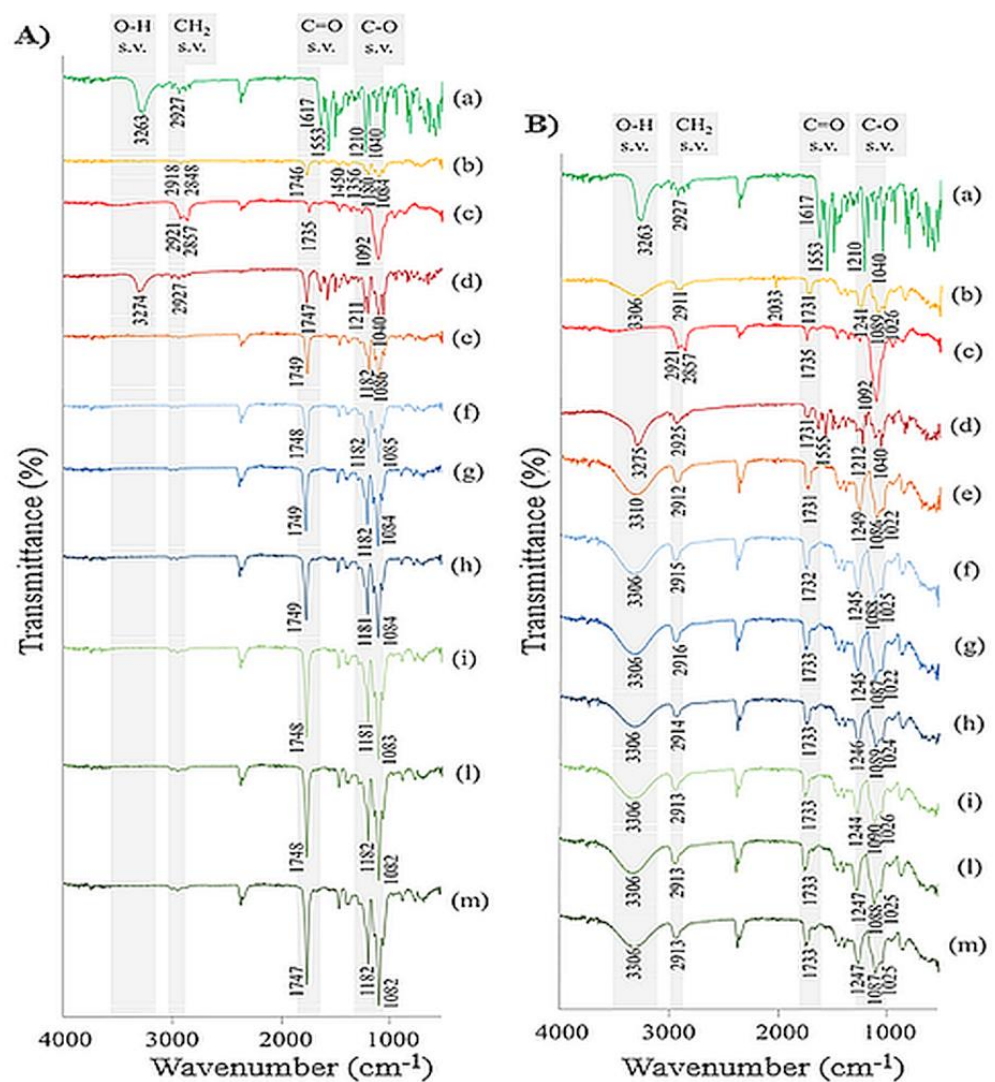 A)
O-H
s.v.
CH2
s.v.
C=O
s.v.
C-O
s.v.
3263
2927
1617
1553
1210
1040
(a)
2918
2848
1746
1450
1356
1180
1084
(b)
2921
2857
1735
1092
(c)
3274
2927
1747
1211
1040
(d)
1749
1182
1086
(e)
1748
1182
1085
(f)
1749
1182
1084
(g)
1749
1181
1084
(h)
1748
1181
1083
(i)
1748
1182
1082
(l)
1747
1182
1082
(m)
Transmittance (%)
4000 3000 2000 1000
Wavenumber (cm-1)
B)
O-H
s.v.
CH2
s.v.
C=O
s.v.
C-O
s.v.
3263
2927
1617
1553
1210
1040
(a)
3306
2911
2033
1731
1241
1089
1026
(b)
2921
2857
1735
1092
(c)
3275
2925
1731
1555
1212
1040
(d)
3310
2912
1731
1249
1086
1022
(e)
3306
2915
1732
1245
1088
1025
(f)
3306
2916
1733
1245
1087
1022
(g)
3306
2914
1733
1246
1089
1024
(h)
3306
2913
1733
1244
1090
1026
(i)
3306
2913
1733
1247
1088
1025
(l)
3306
2913
1733
1247
1087
1025
(m)
Transmittance (%)
4000 3000 2000 1000
Wavenumber (cm-1)